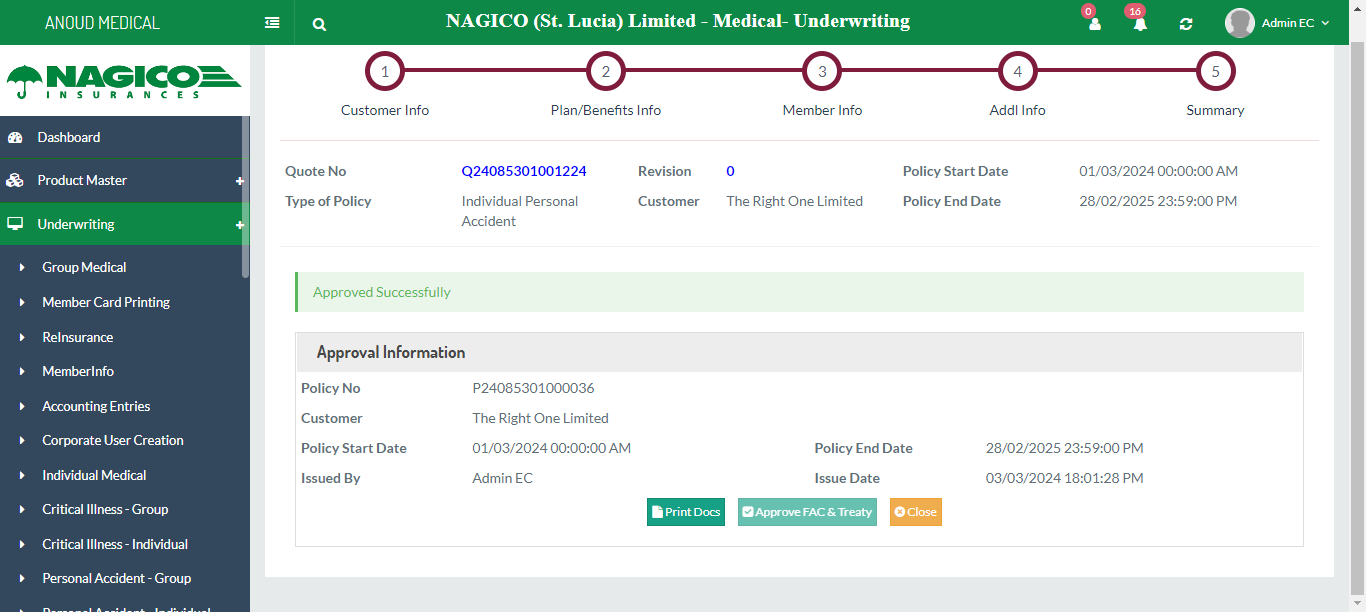 ANOUD MEDICAL
NAGICO (St. Lucia) Limited - Medical- Underwriting
0
16
Admin EC
NAGICO
INSURANCES
Dashboard
Product Master
Underwriting
Group Medical
Member Card Printing
ReInsurance
MemberInfo
Accounting Entries
Corporate User Creation
Individual Medical
Critical Illness - Group
Critical Illness - Individual
Personal Accident - Group
Personal Accident - Individual
1
2
3
4
5
Customer Info
Plan/Benefits Info
Member Info
Addl Info
Summary
Quote No Q24085301001224 Revision 0 Policy Start Date 01/03/2024 00:00:00 AM
Type of Policy Individual Personal Customer The Right One Limited Policy End Date 28/02/2025 23:59:00 PM
Accident
Approved Successfully
Approval Information
Policy No P24085301000036
Customer The Right One Limited
Policy Start Date 01/03/2024 00:00:00 AM Policy End Date 28/02/2025 23:59:00 PM
Issued By Admin EC Issue Date 03/03/2024 18:01:28 PM
Print Docs Approve FAC & Treaty Close